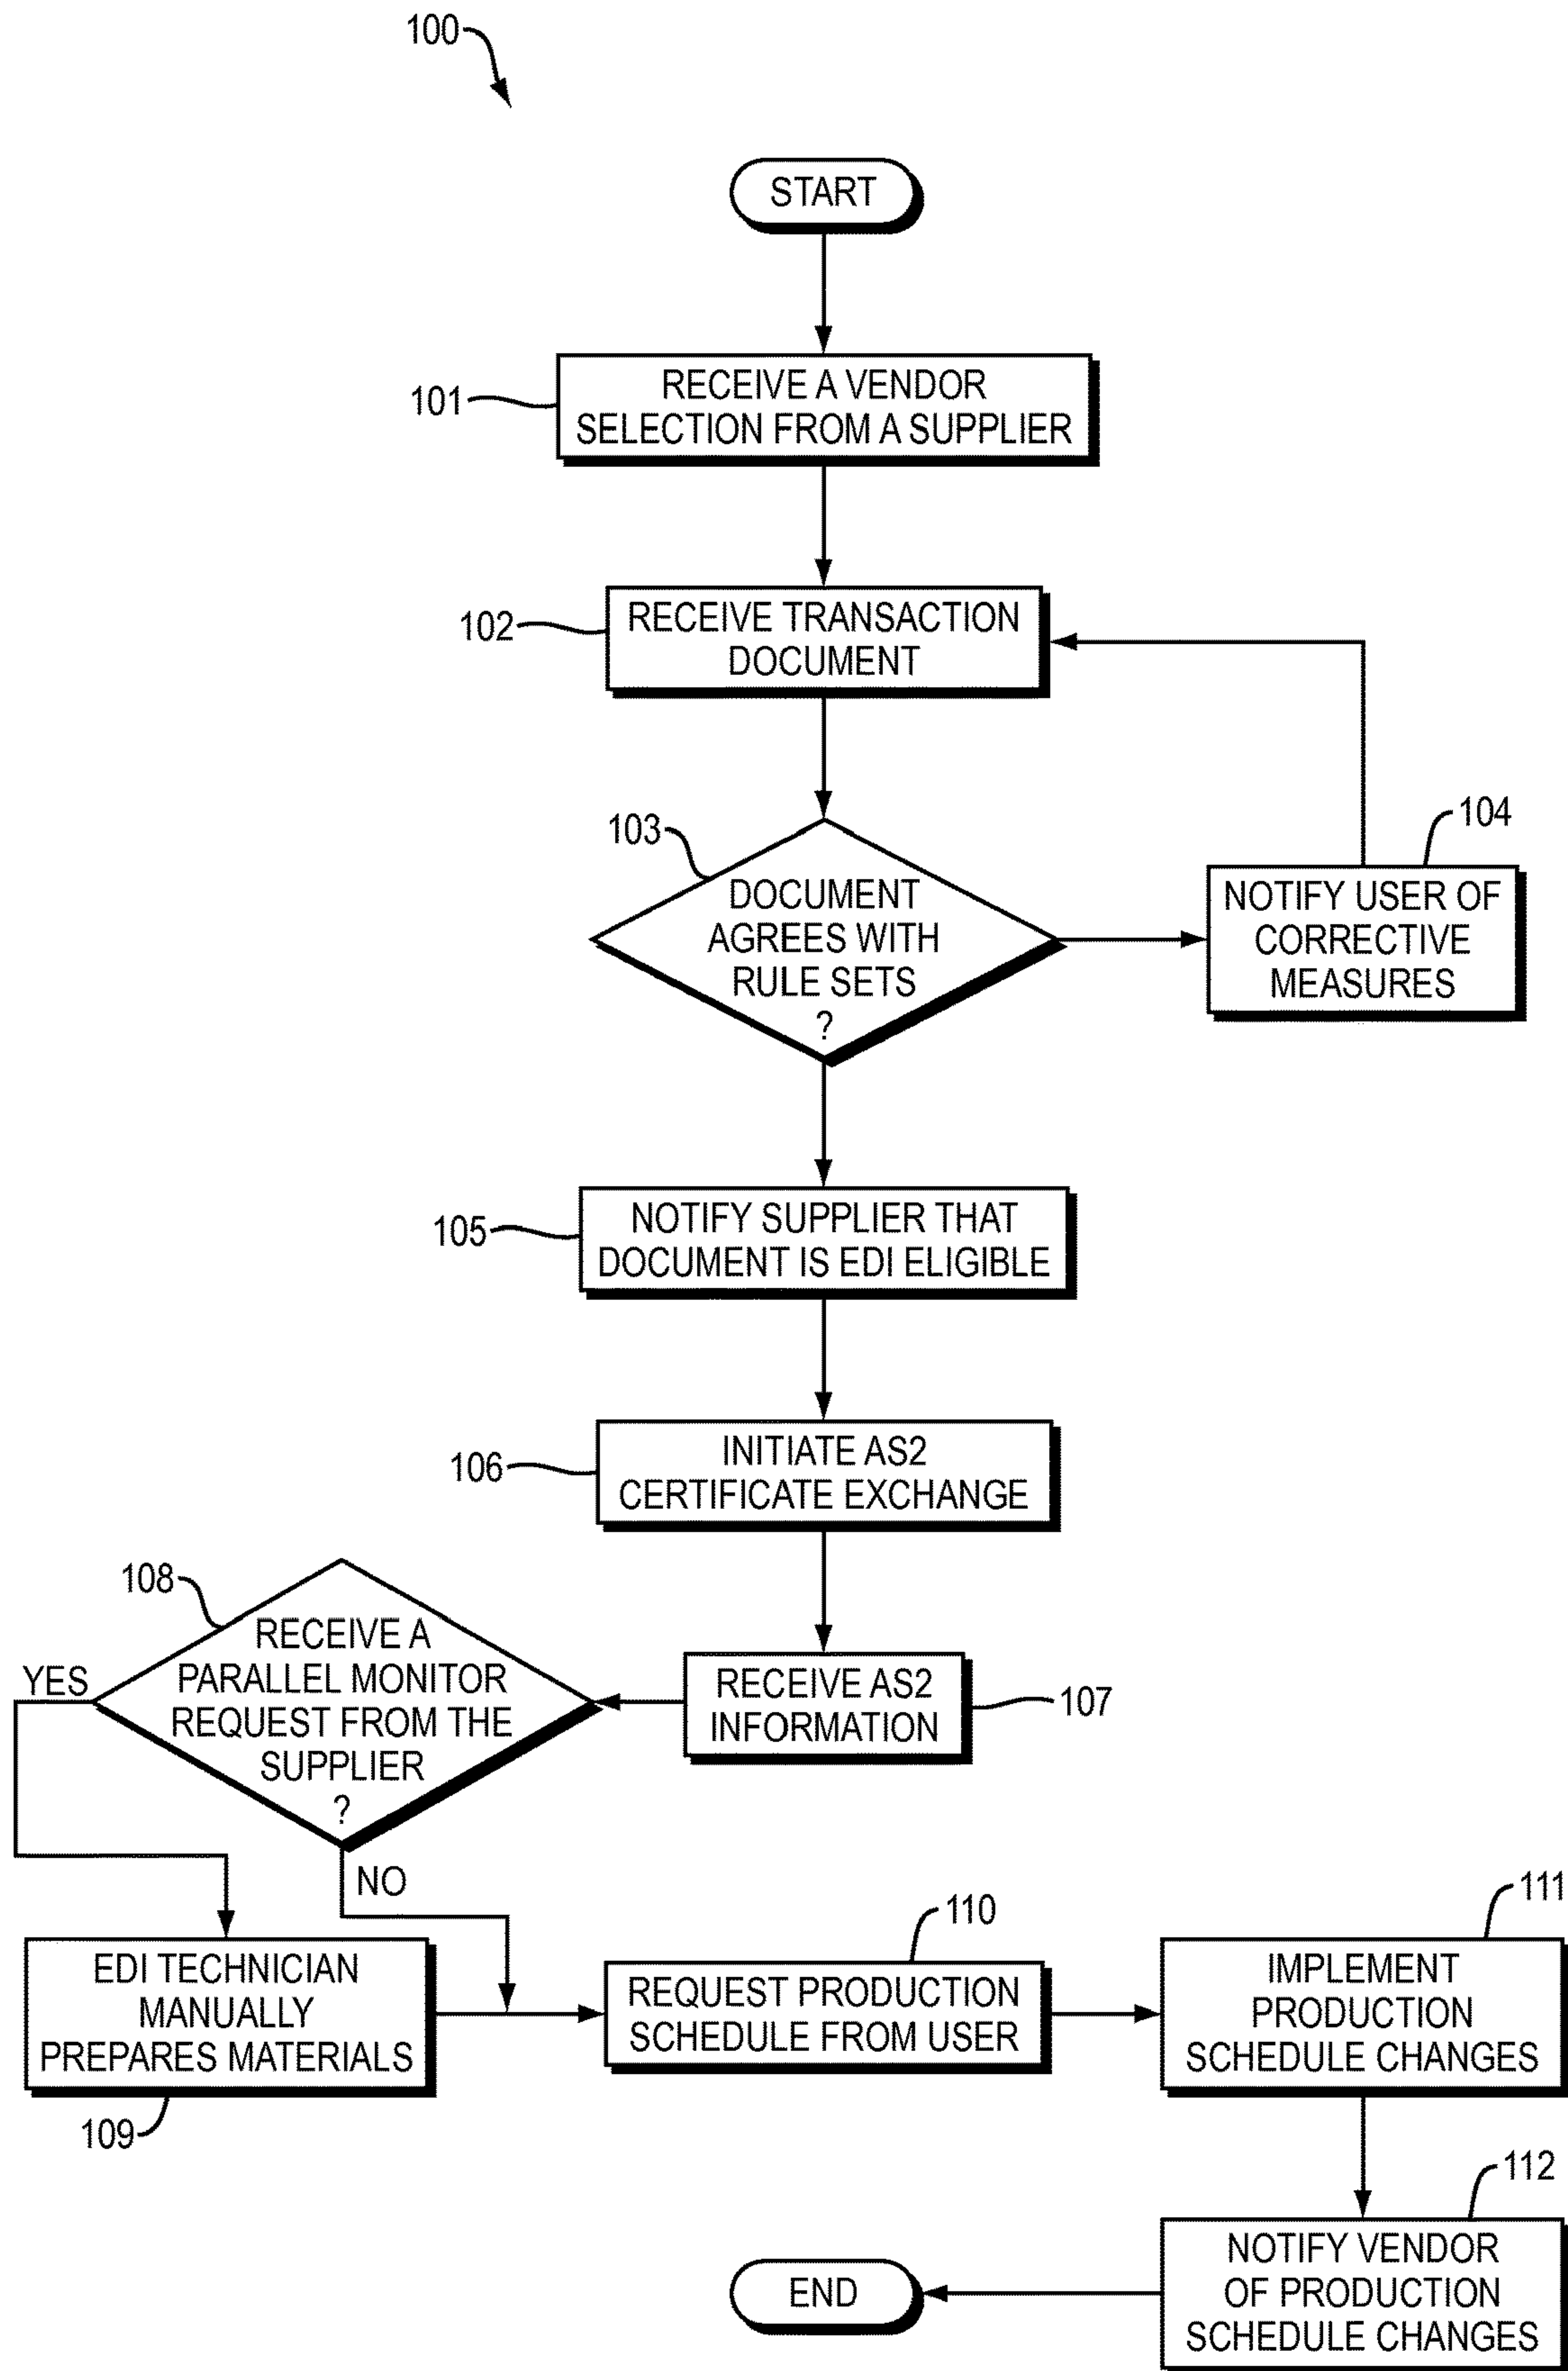 100
START
101
RECEIVE A VENDOR
SELECTION FROM A SUPPLIER
102
RECEIVE TRANSACTION
DOCUMENT
103
DOCUMENT
AGREES WITH
RULE SETS
?
104
NOTIFY USER OF
CORRECTIVE
MEASURES
105
NOTIFY SUPPLIER THAT
DOCUMENT IS EDI ELIGIBLE
106
INITIATE AS2
CERTIFICATE EXCHANGE
107
RECEIVE AS2
INFORMATION
108
RECEIVE A
PARALLEL MONITOR
REQUEST FROM THE
SUPPLIER
?
YES
NO
EDI TECHNICIAN
MANUALLY
PREPARES MATERIALS
109
110
REQUEST PRODUCTION
SCHEDULE FROM USER
111
IMPLEMENT
PRODUCTION
SCHEDULE CHANGES
112
NOTIFY VENDOR
OF PRODUCTION
SCHEDULE CHANGES
END